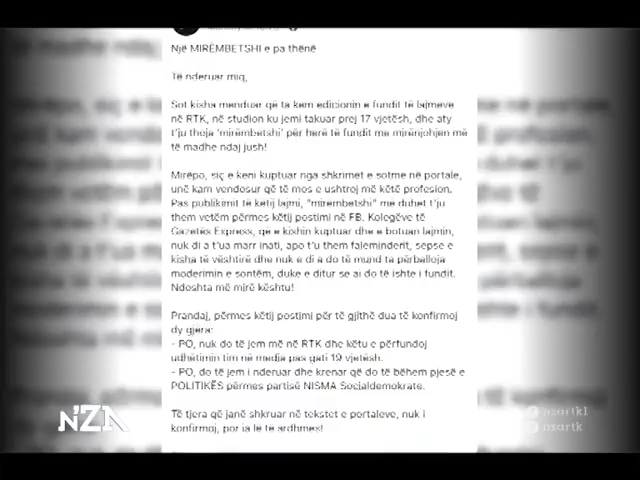 Një MIRËMBETSHI e pa thënë
Të nderuar miq,
Sot kisha menduar që ta kem edicionin e fundit të lajmeve
në RTK, në studion ku jemi takuar prej 17 vjetësh, dhe aty
t'ju thoja 'mirëmbetshi' për herë të fundit me mirënjohjen më
të madhe ndaj jush!
Mirëpo, siç e keni kuptuar nga shkrimet e sotme në portale,
unë kam vendosur që të mos e ushtroj më këtë profesion.
Pas publikimit të këtij lajmi, "mirembetshi" më duhet t'ju
them vetëm përmes këtij postimi në FB. Kolegëve të
Gazetës Express, që e kishin kuptuar dhe e botuan lajmin,
nuk di a t'ua marr inati, apo t'u them faleminderit, sepse e
kisha të vështirë dhe nuk e di a do të mund ta përballoja
moderimin e sontëm, duke e ditur se ai do të ishte i fundit.
Ndoshta më mirë kështu!
Prandaj, përmes këtij postimi për të gjithë dua të konfirmoj
dy gjera:
- PO, nuk do të jem më në RTK dhe këtu e përfundoj
udhëtimin tim në media pas gati 19 vjetësh.
- PO, do të jem i nderuar dhe krenar që do të bëhem pjesë e
POLITIKËS përmes partisë NISMA Socialdemokrate.
Të tjera që janë shkruar në tekstet e portaleve, nuk i
konfirmoj, por ia lë të ardhmes!
N'ZA
nzartk1
nzartk